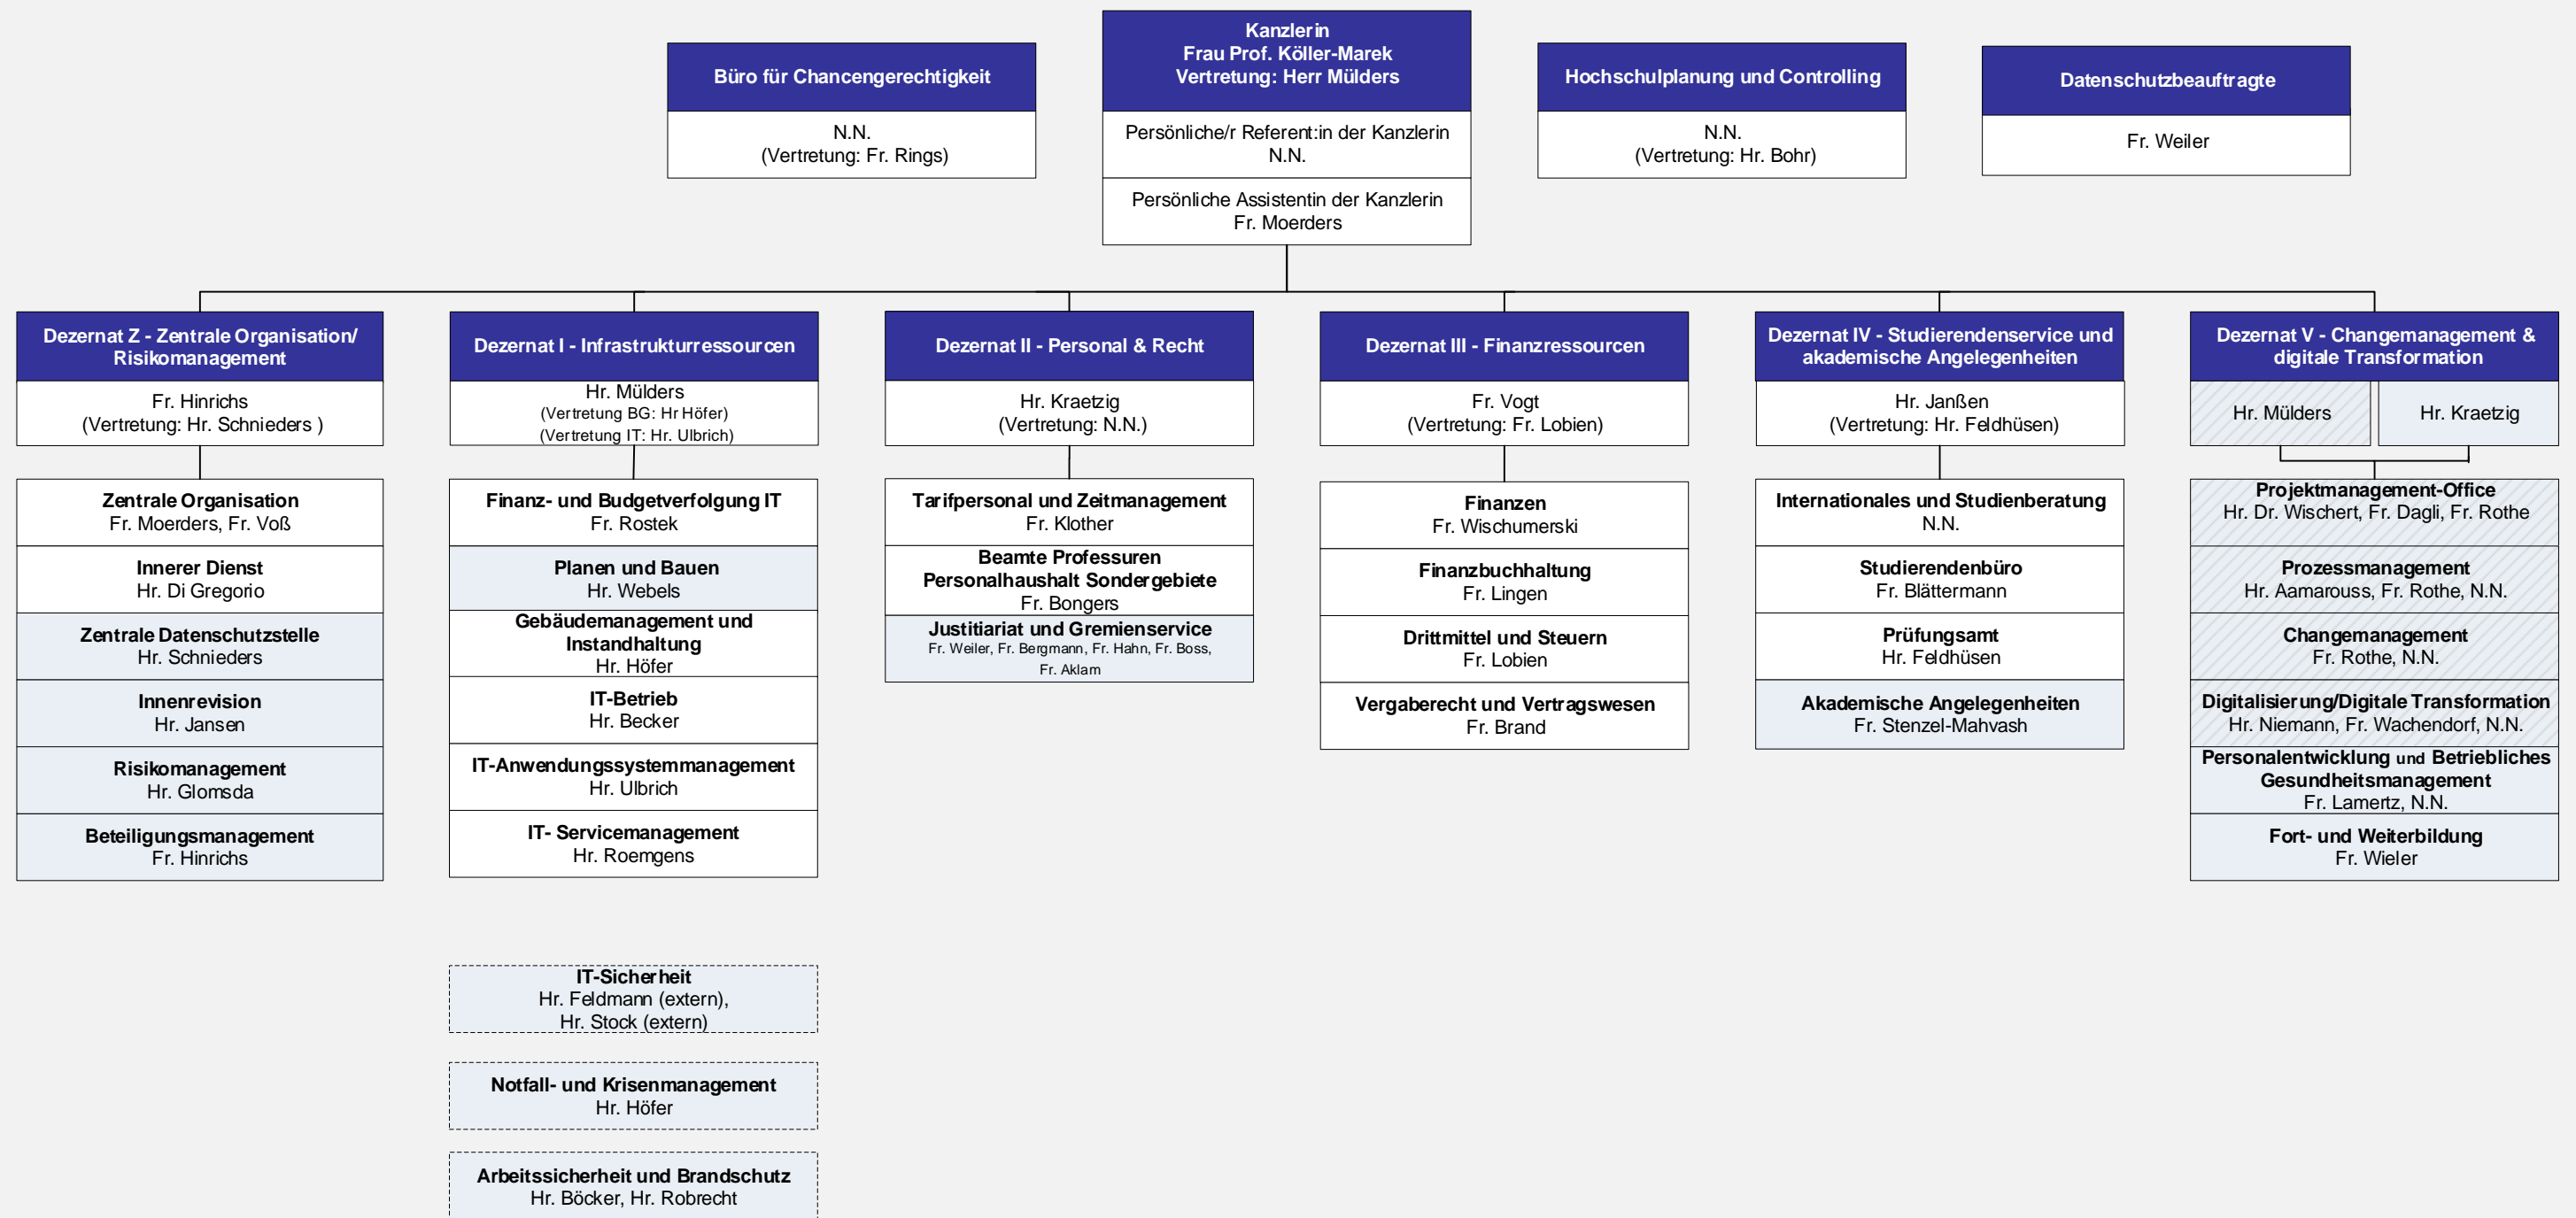 Büro für Chancengerechtigkeit
N.N.
(Vertretung: Fr. Rings)
Kanzlerin
Frau Prof. Köller-Marek
Vertretung: Herr Mülders
Persönliche/r Referent:in der Kanzlerin
N.N.
Persönliche Assistentin der Kanzlerin
Fr. Moerders
Hochschulplanung und Controlling
N.N.
(Vertretung: Hr. Bohr)
Datenschutzbeauftragte
Fr. Weiler
Dezernat Z - Zentrale Organisation/
Risikomanagement
Fr. Hinrichs
(Vertretung: Hr. Schnieders )
Zentrale Organisation
Fr. Moerders, Fr. Voß
Innerer Dienst
Hr. Di Gregorio
Zentrale Datenschutzstelle
Hr. Schnieders
Innenrevision
Hr. Jansen
Risikomanagement
Hr. Glomsda
Beteiligungsmanagement
Fr. Hinrichs
Dezernat I - Infrastrukturressourcen
Hr. Mülders
(Vertretung BG: Hr Höfer)
(Vertretung IT: Hr. Ulbrich)
Finanz- und Budgetverfolgung IT
Fr. Rostek
Planen und Bauen
Hr. Webels
Gebäudemanagement und
Instandhaltung
Hr. Höfer
IT-Betrieb
Hr. Becker
IT-Anwendungssystemmanagement
Hr. Ulbrich
IT- Servicemanagement
Hr. Roemgens
IT-Sicherheit
Hr. Feldmann (extern),
Hr. Stock (extern)
Notfall- und Krisenmanagement
Hr. Höfer
Arbeitssicherheit und Brandschutz
Hr. Böcker, Hr. Robrecht
Dezernat II - Personal & Recht
Hr. Kraetzig
(Vertretung: N.N.)
Tarifpersonal und Zeitmanagement
Fr. Klother
Beamte Professuren
Personalhaushalt Sondergebiete
Fr. Bongers
Justitiariat und Gremienservice
Fr. Weiler, Fr. Bergmann, Fr. Hahn, Fr. Boss,
Fr. Aklam
Dezernat III - Finanzressourcen
Fr. Vogt
(Vertretung: Fr. Lobien)
Finanzen
Fr. Wischumerski
Finanzbuchhaltung
Fr. Lingen
Drittmittel und Steuern
Fr. Lobien
Vergaberecht und Vertragswesen
Fr. Brand
Dezernat IV - Studierendenservice und
akademische Angelegenheiten
Hr. Janßen
(Vertretung: Hr. Feldhüsen)
Internationales und Studienberatung
N.N.
Studierendenbüro
Fr. Blättermann
Prüfungsamt
Hr. Feldhüsen
Akademische Angelegenheiten
Fr. Stenzel-Mahvash
Dezernat V - Changemanagement &
digitale Transformation
Hr. Mülders
Hr. Kraetzig
Projektmanagement-Office
Hr. Dr. Wischert, Fr. Dagli, Fr. Rothe
Prozessmanagement
Hr. Aamarouss, Fr. Rothe, N.N.
Changemanagement
Fr. Rothe, N.N.
Digitalisierung/Digitale Transformation
Hr. Niemann, Fr. Wachendorf, N.N.
Personalentwicklung und Betriebliches
Gesundheitsmanagement
Fr. Lamertz, N.N.
Fort- und Weiterbildung
Fr. Wieler